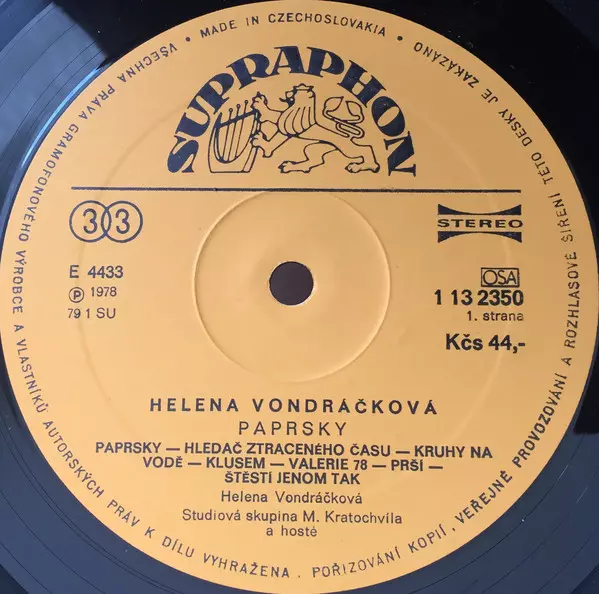 VŠECHNA PRÁVA GRAMOFONOVÉHO VÝROBCE A VLASTNÍKŮ AUTORSKÝCH PRÁV K DÍLU VYHRAŽENA. POŘIZOVÁNÍ KOPIÍ, VEŘEJNÉ PROVOZOVÁNÍ A ROZHLASOVÉ ŠÍŘENÍ TÉTO DESKY JE ZAKÁZÁNO • MADE IN CZECHOSLOVAKIA •
SUPRAPHON
33
STEREO
E 4433
OSA
Ⓟ 1978
1 13 2350
79 1 SU
1. strana
Kčs 44,-
HELENA VONDRÁČKOVÁ
PAPRSKY
PAPRSKY — HLEDAČ ZTRACENÉHO ČASU — KRUHY NA
VODĚ — KLUSEM — VALERIE 78 — PRŠÍ —
ŠTĚSTÍ JENOM TAK
Helena Vondráčková
Studiová skupina M. Kratochvíla
a hosté